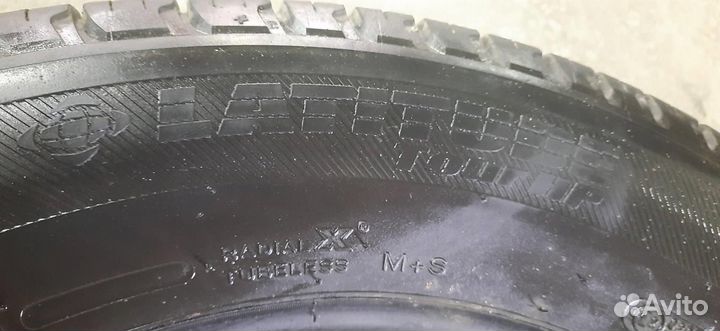 LATITUDE
TOUR HP
RADIAL X
TUBELESS M+S
Avito